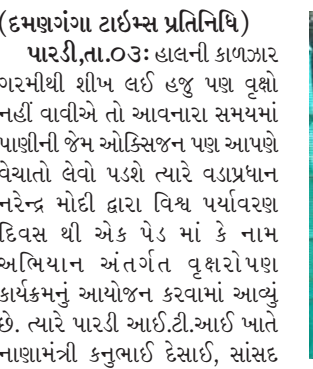 (દમણગંગા ટાઇમ્સ પ્રતિનિધિ)
પારડી,તા.૦૩ઃ હાલની કાળઝાર
ગરમીથી શીખ લઈ હજુ પણ વૃક્ષો
નહીં વાવીએ તો આવનારા સમયમાં
પાણીની જેમ ઓક્સિજન પણ આપણે
વેચાતો લેવો પડશે ત્યારે વડાપ્રધાન
નરેન્દ્ર મોદી દ્વારા વિશ્વ પર્યાવરણ
દિવસ થી એક પેડ માં કે નામ
અભિયાન અંતર્ગત વૃક્ષરોપણ
કાર્યક્રમનું આયોજન કરવામાં આવ્યું
છે. ત્યારે પારડી આઈ.ટી.આઈ ખાતે
નાણામંત્રી કનુભાઈ દેસાઈ, સાંસદ